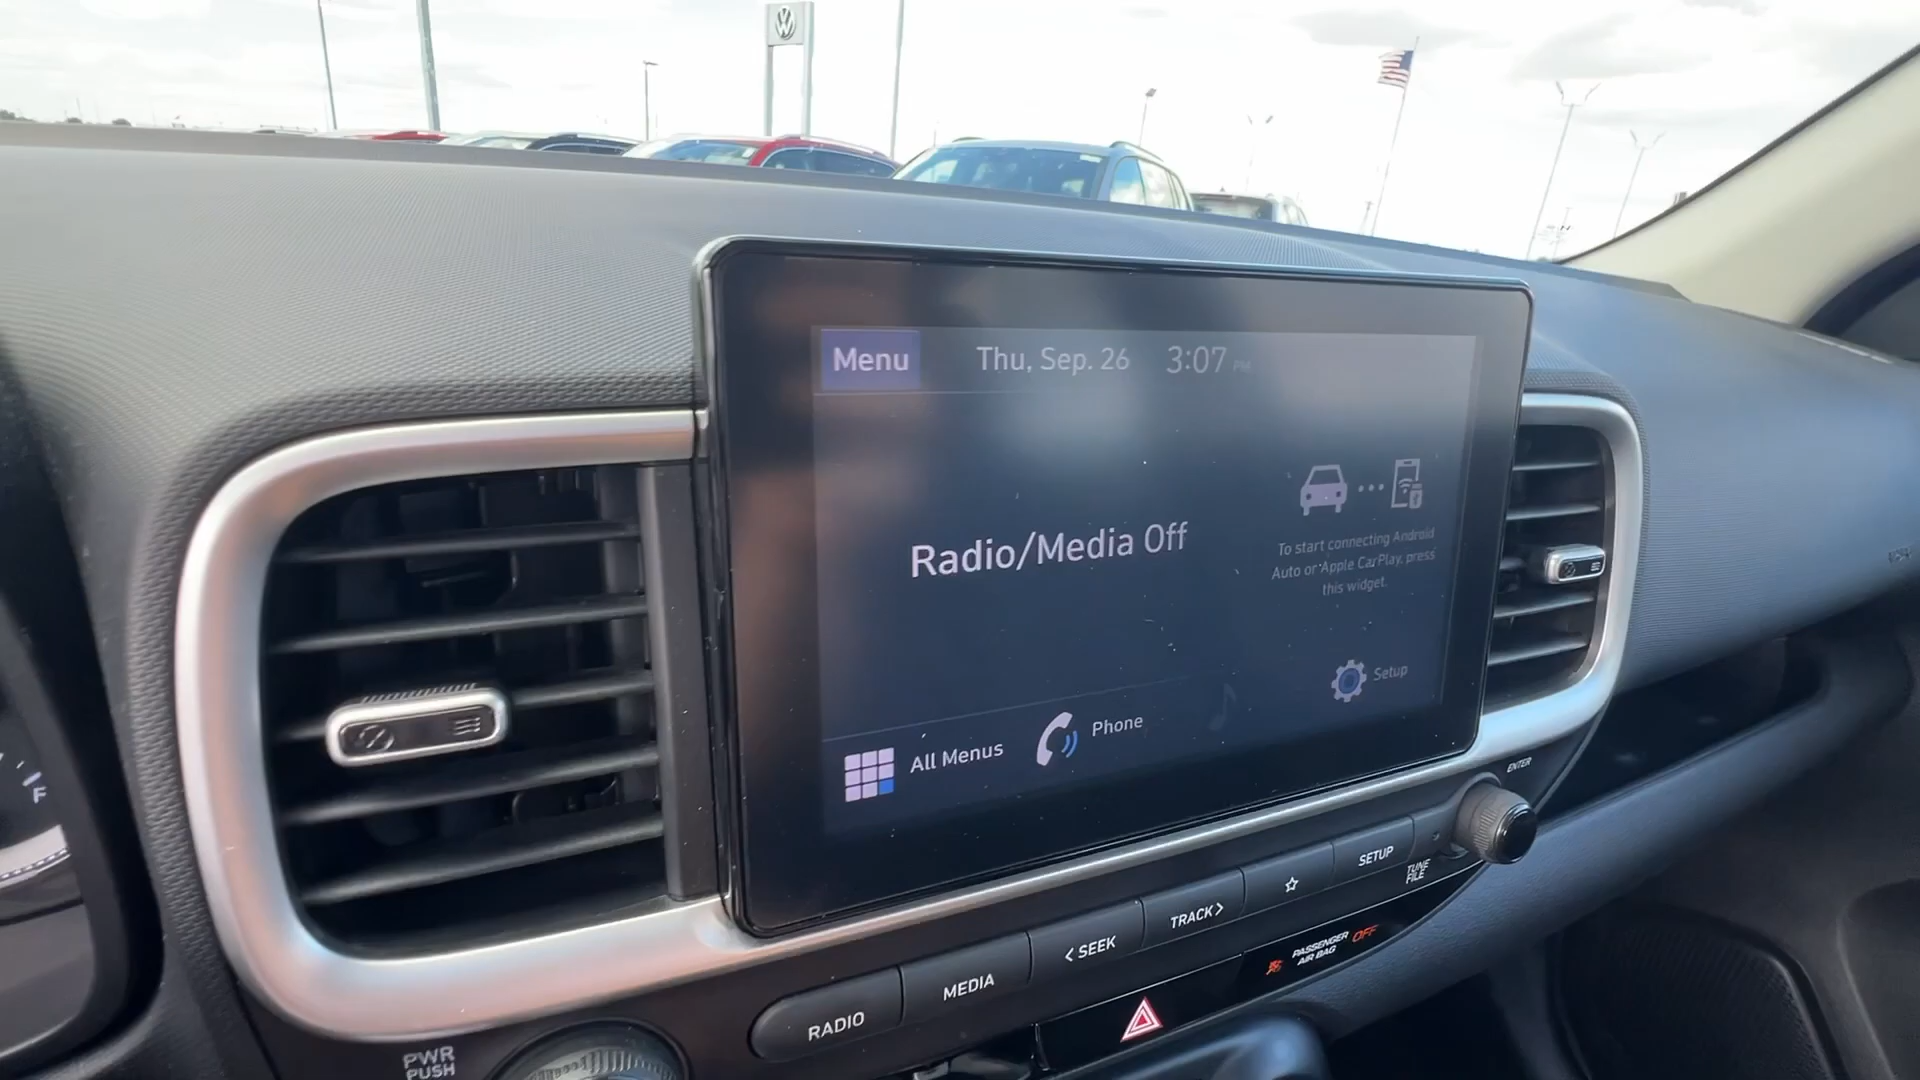 Menu Thu, Sep. 26 3:07 PM
Radio/Media Off
To start connecting Android
Auto or Apple CarPlay, press
this widget.
Setup
All Menus
Phone
F
ENTER
TUNE
FILE
RADIO
MEDIA
< SEEK
TRACK >
☆
SETUP
PASSENGER OFF
AIR BAG
PWR
PUSH